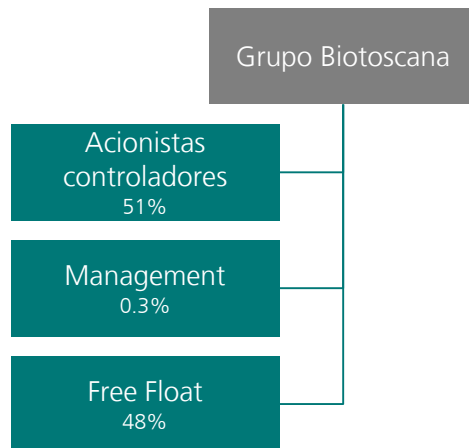 Grupo Biotoscana
Acionistas
controladores
51%
Management
0.3%
Free Float
48%